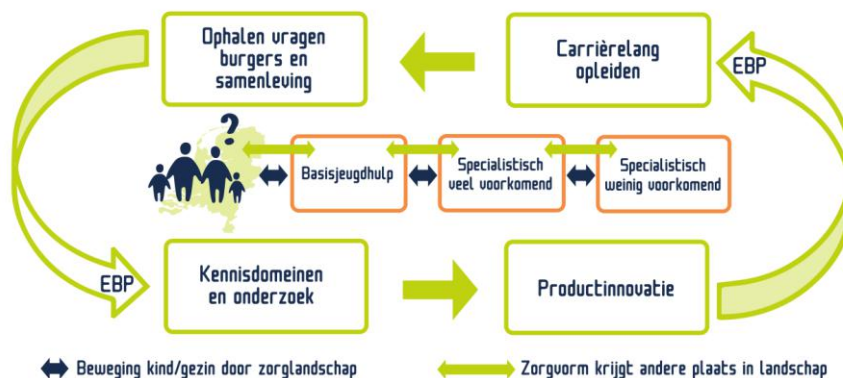 Ophalen vragen
burgers en
samenleving
Carrièrelang
opleiden
EBP
?
Basisjeugdhulp
Specialistisch
veel voorkomend
Specialistisch
weinig voorkomend
EBP
Kennisdomeinen
en onderzoek
Productinnovatie
Beweging kind/gezin door zorglandschap
Zorgvorm krijgt andere plaats in landschap